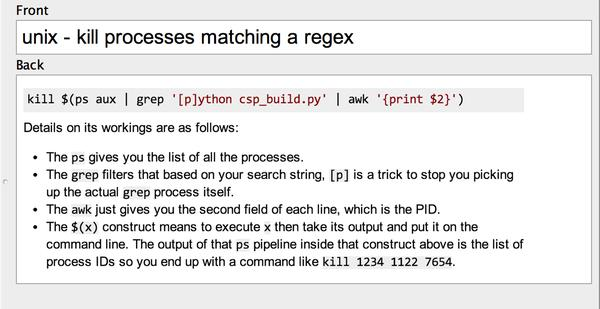 Front
unix - kill processes matching a regex
Back
kill $(ps aux | grep '[p]ython csp_build.py' | awk '{print $2}')
Details on its workings are as follows:
• The ps gives you the list of all the processes.
• The grep filters that based on your search string, [p] is a trick to stop you picking
up the actual grep process itself.
• The awk just gives you the second field of each line, which is the PID.
• The $(x) construct means to execute x then take its output and put it on the
command line. The output of that ps pipeline inside that construct above is the list of
process IDs so you end up with a command like kill 1234 1122 7654.